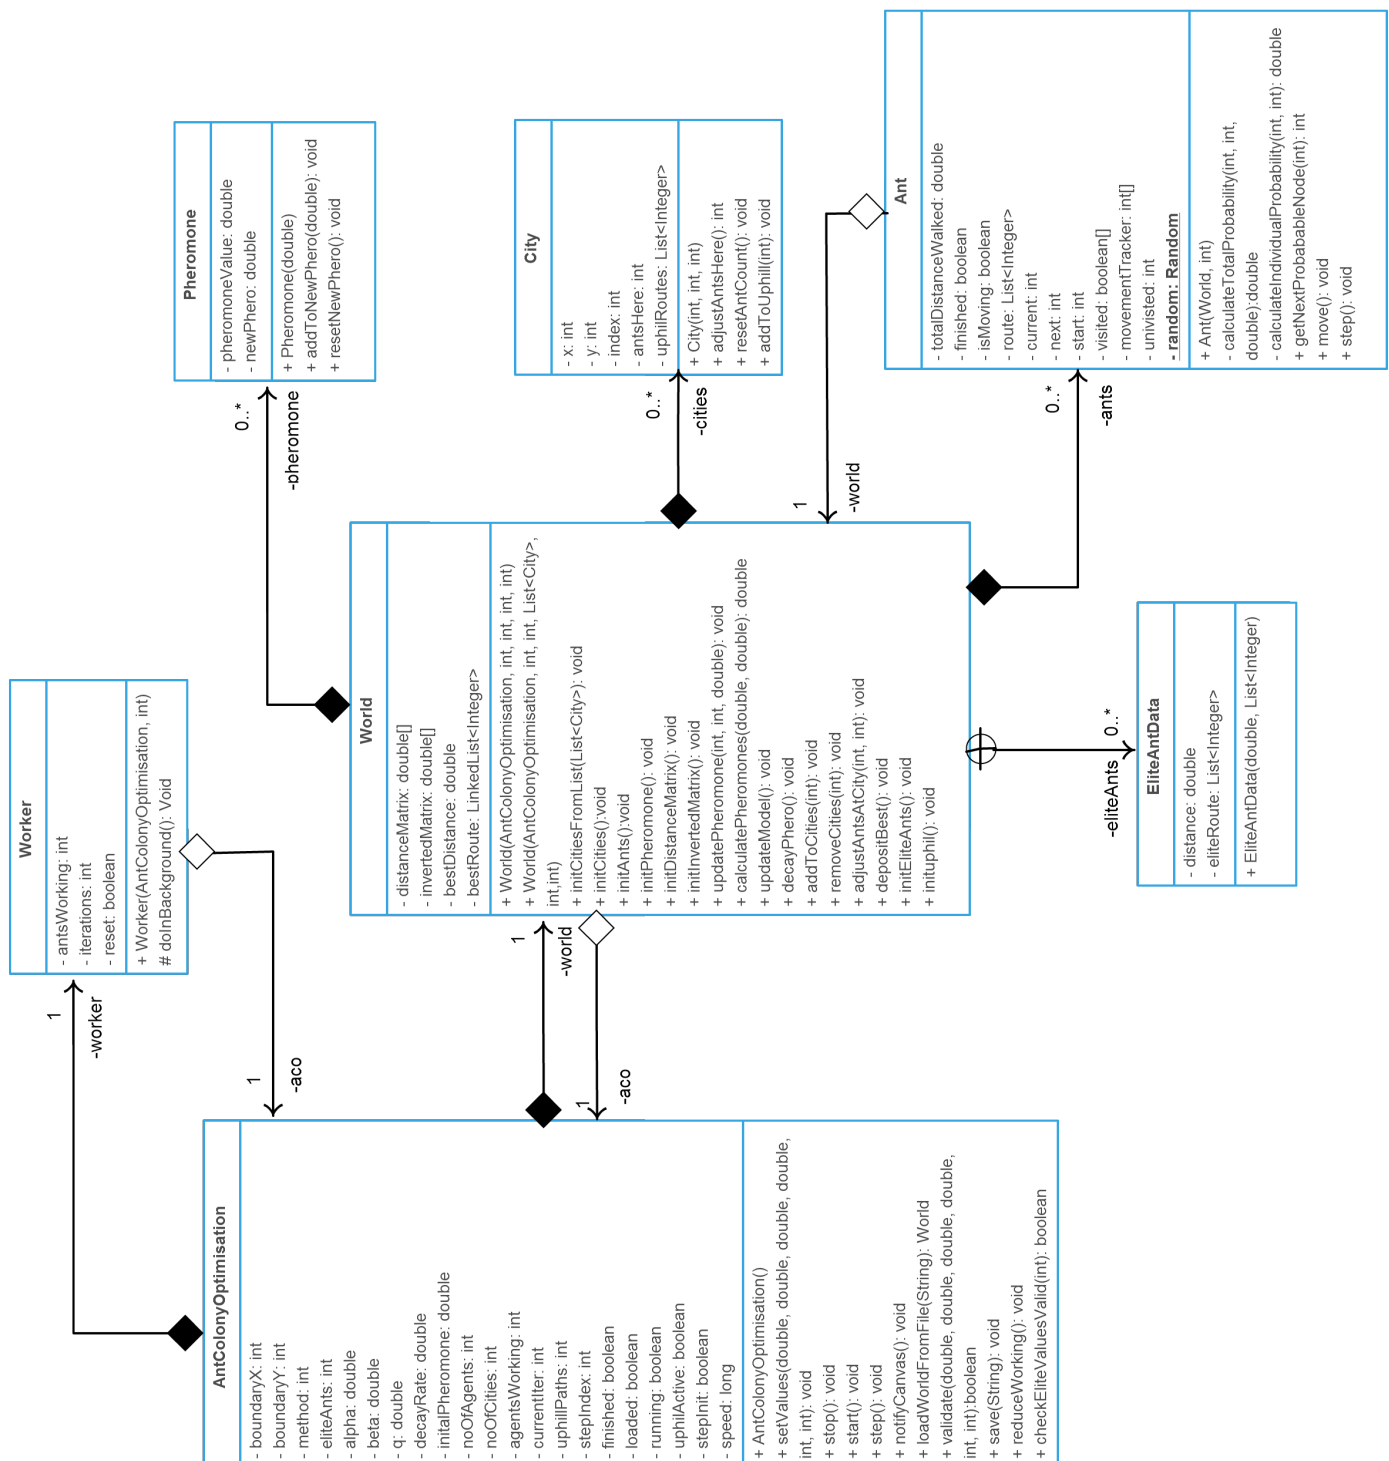 Worker
- antsWorking: int
- iterations: int
- reset: boolean
+ Worker(AntColonyOptimisation, int)
# doInBackground(): Void
1
-worker
1
-aco
AntColonyOptimisation
- boundaryX: int
- boundaryY: int
- method: int
- eliteAnts: int
- alpha: double
- beta: double
- q: double
- decayRate: double
- initalPheromone: double
- noOfAgents: int
- noOfCities: int
- agentsWorking: int
- currentIter: int
- uphillPaths: int
- stepIndex: int
- finished: boolean
- loaded: boolean
- running: boolean
- uphilActive: boolean
- stepInit: boolean
- speed: long
+ AntColonyOptimisation()
+ setValues(double, double, double, double,
int, int): void
+ stop(): void
+ start(): void
+ step(): void
+ notifyCanvas(): void
+ loadWorldFromFile(String): World
+ validate(double, double, double, double,
int, int):boolean
+ save(String): void
+ reduceWorking(): void
+ checkEliteValuesValid(int): boolean
1
-world
1
-aco
World
- distanceMatrix: double[]
- invertedMatrix: double[]
- bestDistance: double
- bestRoute: LinkedList<Integer>
+ World(AntColonyOptimisation, int, int, int, int)
+ World(AntColonyOptimisation, int, int, List<City>,
int,int)
+ initCitiesFromList(List<City>): void
+ initCities():void
+ initAnts():void
+ initPheromone(): void
+ initDistanceMatrix(): void
+ initInvertedMatrix(): void
+ updatePheromone(int, int, double): void
+ calculatePheromones(double, double): double
+ updateModel(): void
+ decayPhero(): void
+ addToCities(int): void
+ removeCities(int): void
+ adjustAntsAtCity(int, int): void
+ depositBest(): void
+ initEliteAnts(): void
+ inituphil(): void
0..*
-pheromone
Pheromone
- pheromoneValue: double
- newPhero: double
+ Pheromone(double)
+ addToNewPhero(double): void
+ resetNewPhero(): void
0..*
-cities
City
- x: int
- y: int
- index: int
- antsHere: int
- uphilRoutes: List<Integer>
+ City(int, int, int)
+ adjustAntsHere(): int
+ resetAntCount(): void
+ addToUphill(int): void
1
-world
0..*
-ants
Ant
- totalDistanceWalked: double
- finished: boolean
- isMoving: boolean
- route: List<Integer>
- current: int
- next: int
- start: int
- visited: boolean[]
- movementTracker: int[]
- univisted: int
- random: Random
+ Ant(World, int)
- calculateTotalProbability(int, int,
double):double
- calculateIndividualProbability(int, int): double
+ getNextProbabableNode(int): int
+ move(): void
+ step(): void
-eliteAnts
0..*
EliteAntData
- distance: double
- eliteRoute: List<Integer>
+ EliteAntData(double, List<Integer)